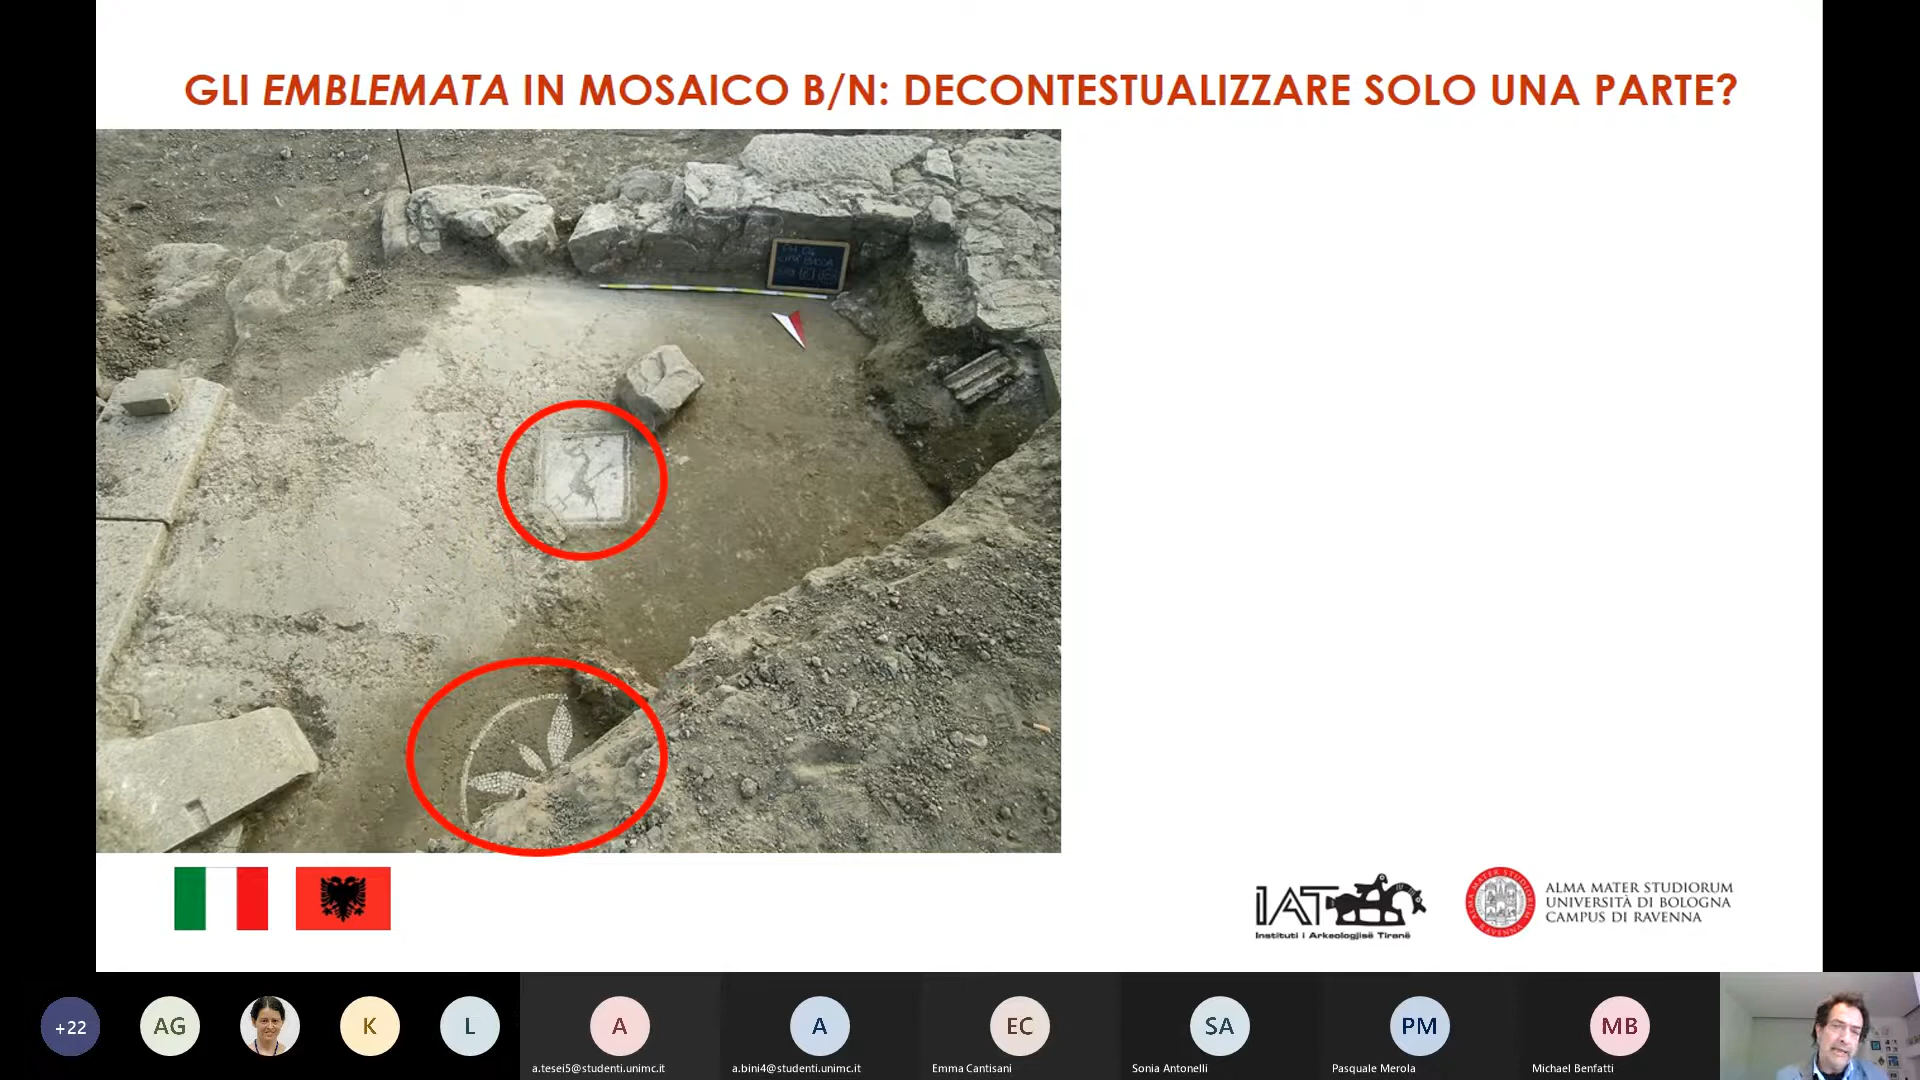 GLI EMBLEMATA IN MOSAICO B/N: DECONTESTUALIZZARE SOLO UNA PARTE?
IAT
Instituti i Arkeologjisë Tiranë
ALMA MATER STUDIORUM
UNIVERSITÀ DI BOLOGNA
CAMPUS DI RAVENNA
+22
AG
K
L
A
a.tesei5@studenti.unimc.it
A
a.bini4@studenti.unimc.it
EC
Emma Cantisani
SA
Sonia Antonelli
PM
Pasquale Merola
MB
Michael Benfatti